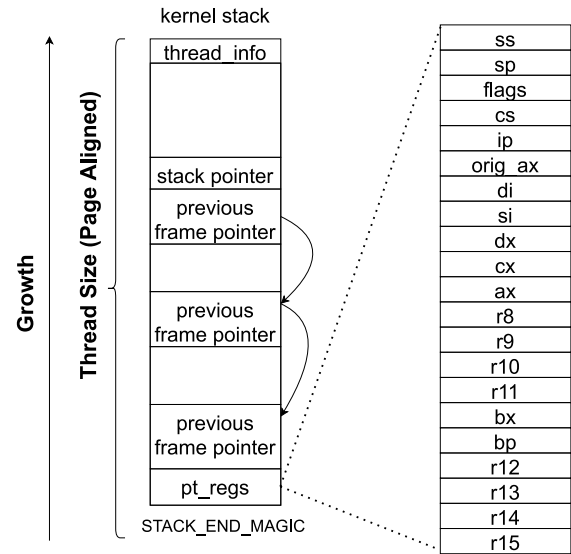 kernel stack
Growth
Thread Size (Page Aligned)
thread_info
stack pointer
previous
frame pointer
previous
frame pointer
previous
frame pointer
pt_regs
STACK_END_MAGIC
ss
sp
flags
cs
ip
orig_ax
di
si
dx
cx
ax
r8
r9
r10
r11
bx
bp
r12
r13
r14
r15